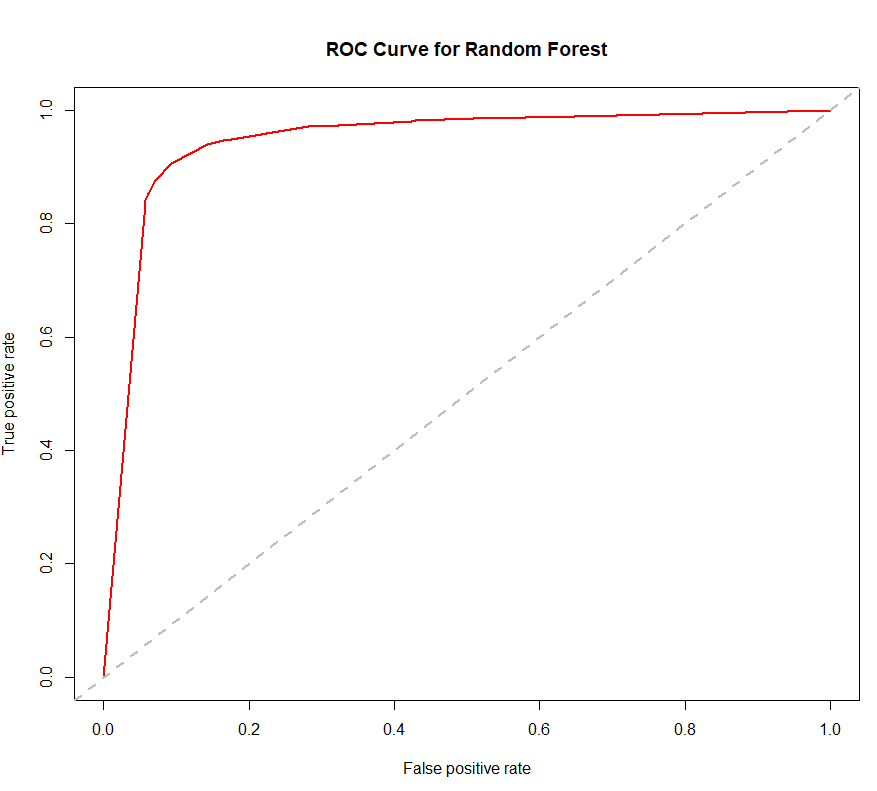 ROC Curve for Random Forest
True positive rate
1.0
0.8
0.6
0.4
0.2
0.0
0.0 0.2 0.4 0.6 0.8 1.0
False positive rate